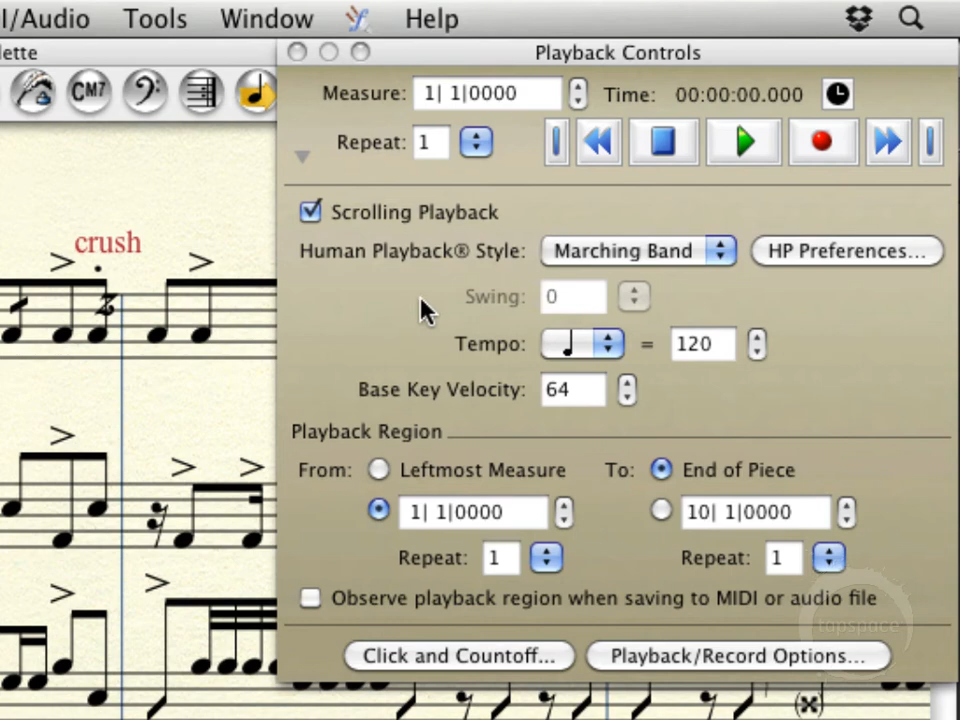 I/Audio Tools Window Help
lette
Playback Controls
CM7
Measure: 1| 1|0000 Time: 00:00:00.000
Repeat: 1
crush
Scrolling Playback
Human Playback® Style: Marching Band HP Preferences...
Swing: 0
Tempo: = 120
Base Key Velocity: 64
Playback Region
From: Leftmost Measure To: End of Piece
1| 1|0000 10| 1|0000
Repeat: 1 Repeat: 1
Observe playback region when saving to MIDI or audio file
tapspace
Click and Countoff... Playback/Record Options...